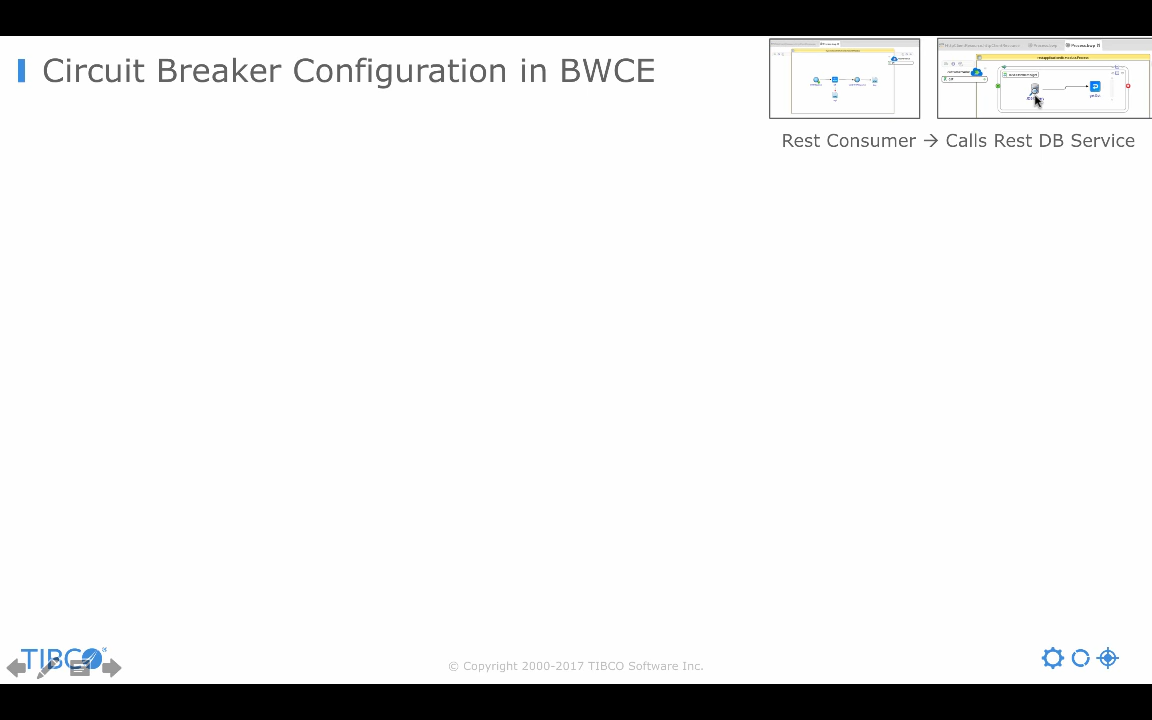 Circuit Breaker Configuration in BWCE
Rest Consumer → Calls Rest DB Service
TIBCO®
© Copyright 2000-2017 TIBCO Software Inc.